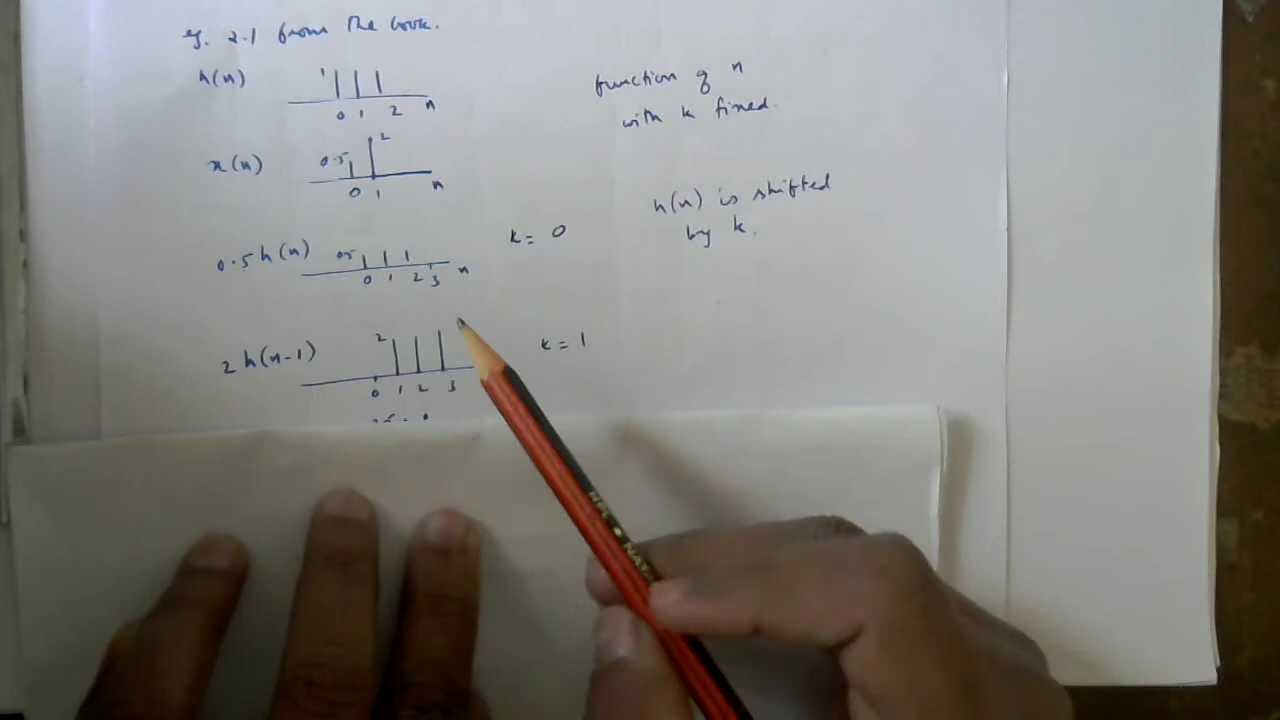 eg. 2.1 from the book.
h(n)
1
0 1 2 n
function of n
with k fixed.
x(n)
0.5 2
0 1 n
h(n) is shifted
by k.
0.5 h(n)
0.5
0 1 2 3 n
k = 0
2 h(n-1)
2
0 1 2 3
k = 1